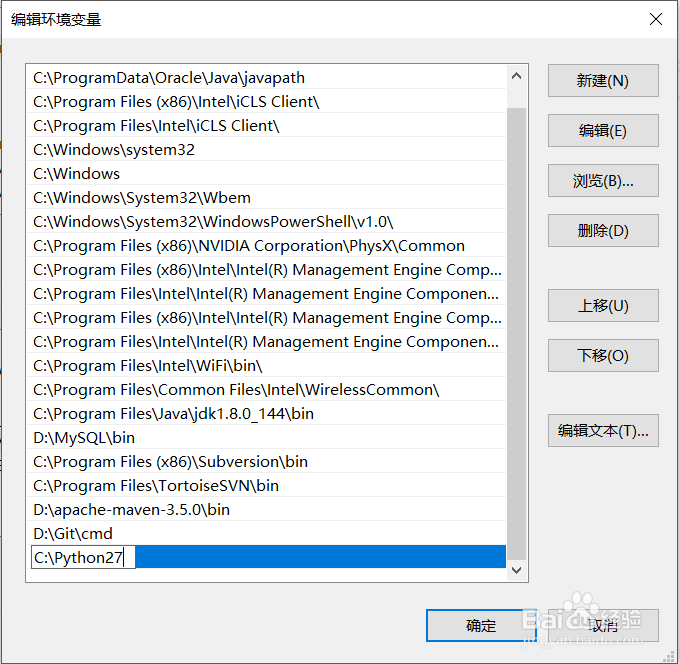 编辑环境变量
C:\ProgramData\Oracle\Java\javapath
C:\Program Files (x86)\Intel\iCLS Client\
C:\Program Files\Intel\iCLS Client\
C:\Windows\system32
C:\Windows
C:\Windows\System32\Wbem
C:\Windows\System32\WindowsPowerShell\v1.0\
C:\Program Files (x86)\NVIDIA Corporation\PhysX\Common
C:\Program Files (x86)\Intel\Intel(R) Management Engine Comp...
C:\Program Files\Intel\Intel(R) Management Engine Componen...
C:\Program Files (x86)\Intel\Intel(R) Management Engine Comp...
C:\Program Files\Intel\Intel(R) Management Engine Componen...
C:\Program Files\Intel\WiFi\bin\
C:\Program Files\Common Files\Intel\WirelessCommon\
C:\Program Files\Java\jdk1.8.0_144\bin
D:\MySQL\bin
C:\Program Files (x86)\Subversion\bin
C:\Program Files\TortoiseSVN\bin
D:\apache-maven-3.5.0\bin
D:\Git\cmd
C:\Python27
新建(N)
编辑(E)
浏览(B)...
删除(D)
上移(U)
下移(O)
编辑文本(T)...
确定
取消
Baidu经验
jingyan.baidu.com